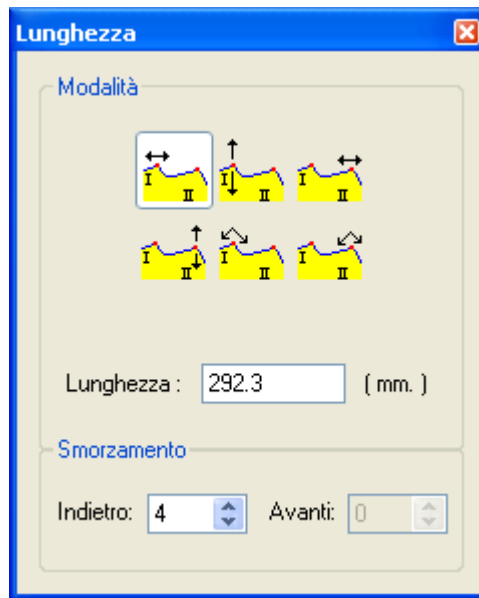 Lunghezza
Modalità
I II I II I II
I II I II I II
Lunghezza : 292.3 ( mm. )
Smorzamento
Indietro: 4 Avanti: 0